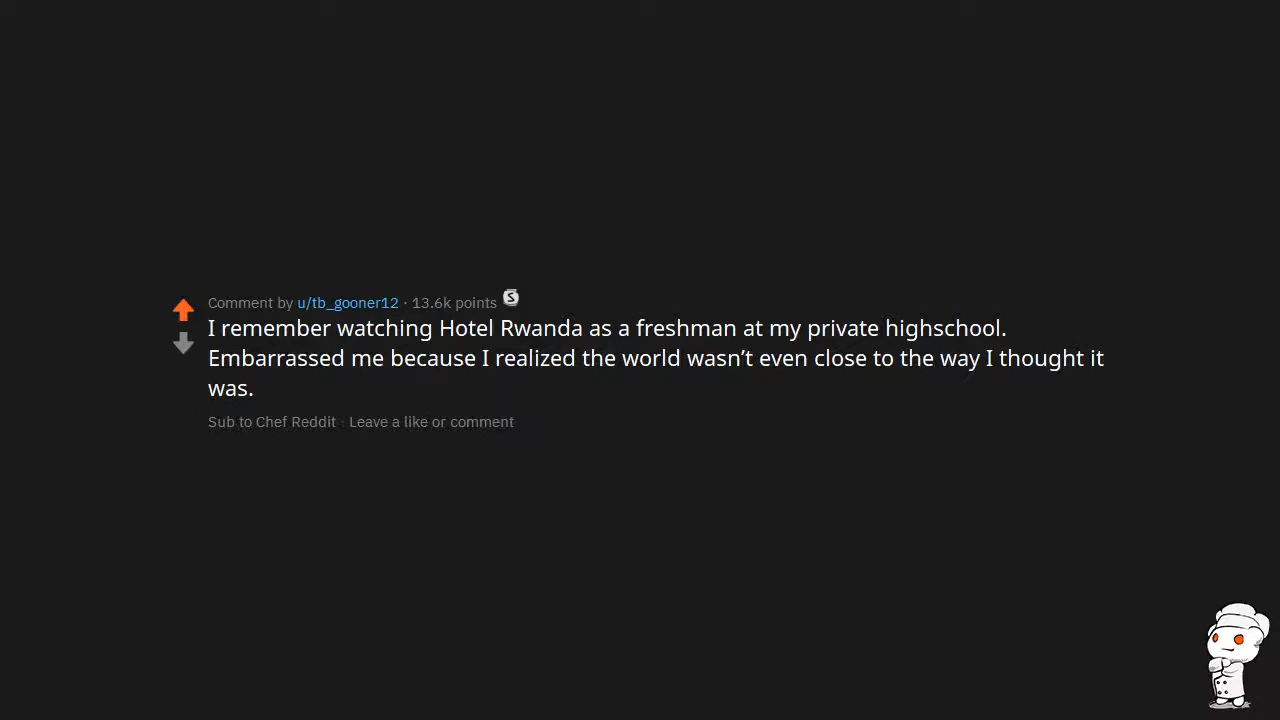 Comment by u/tb_gooner12 · 13.6k points S
I remember watching Hotel Rwanda as a freshman at my private highschool.
Embarrassed me because I realized the world wasn’t even close to the way I thought it
was.
Sub to Chef Reddit · Leave a like or comment